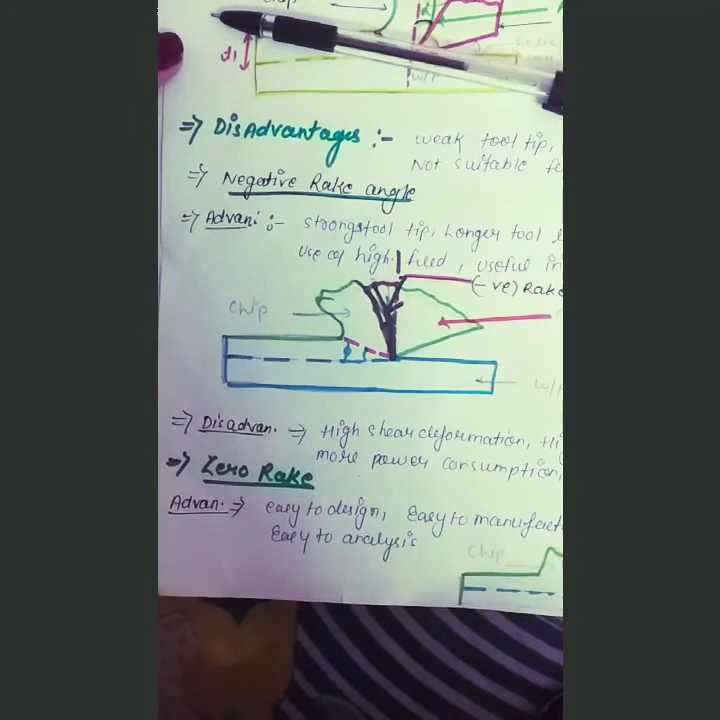 d1
w/p
⇒ DisAdvantages :- weak tool tip,
Not suitable
⇒ Negative Rake angle
⇒ Advan: :- strongstool tip, Longer tool
use of high feed, useful in
(-ve) Rake
chip
⇒ Disadvan. ⇒ High shear deformation,
more power consumption,
⇒ Zero Rake
Advan. ⇒ easy to design, Easy to manufact
Easy to analysis
chip